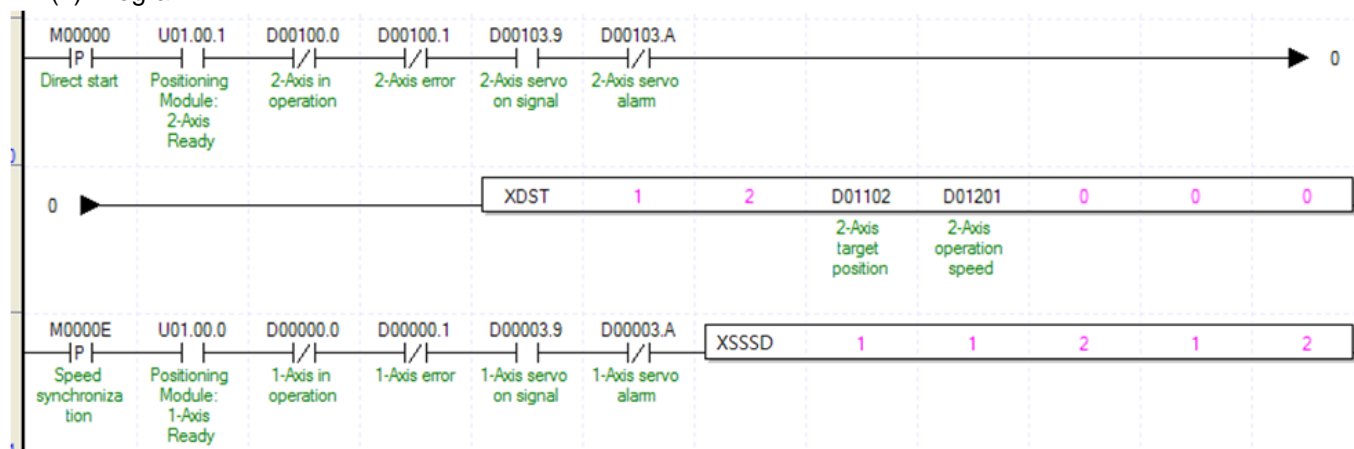 M00000 U01.00.1 D00100.0 D00100.1 D00103.9 D00103.A
P
0
Direct start Positioning 2-Axis in 2-Axis error 2-Axis servo 2-Axis servo
Module: operation on signal alarm
2-Axis
Ready
0 XDST 1 2 D01102 D01201 0 0 0
2-Axis 2-Axis
target operation
position speed
M0000E U01.00.0 D00000.0 D00000.1 D00003.9 D00003.A
P XSSSD 1 1 2 1 2
Speed Positioning 1-Axis in 1-Axis error 1-Axis servo 1-Axis servo
synchroniza Module: operation on signal alarm
tion 1-Axis
Ready